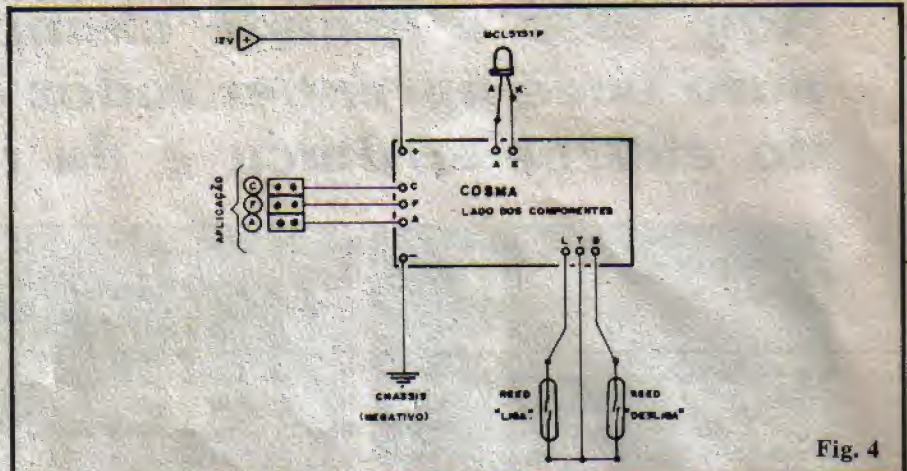 12V +
MCL5151P
A K
A K
+
C
F
A
-
APLICAÇÃO
C
F
A
COSMA
LADO DOS COMPONENTES
L T D
CHASSIS
(NEGATIVO)
REED
"LIGA"
REED
"DESLIGA"
Fig. 4